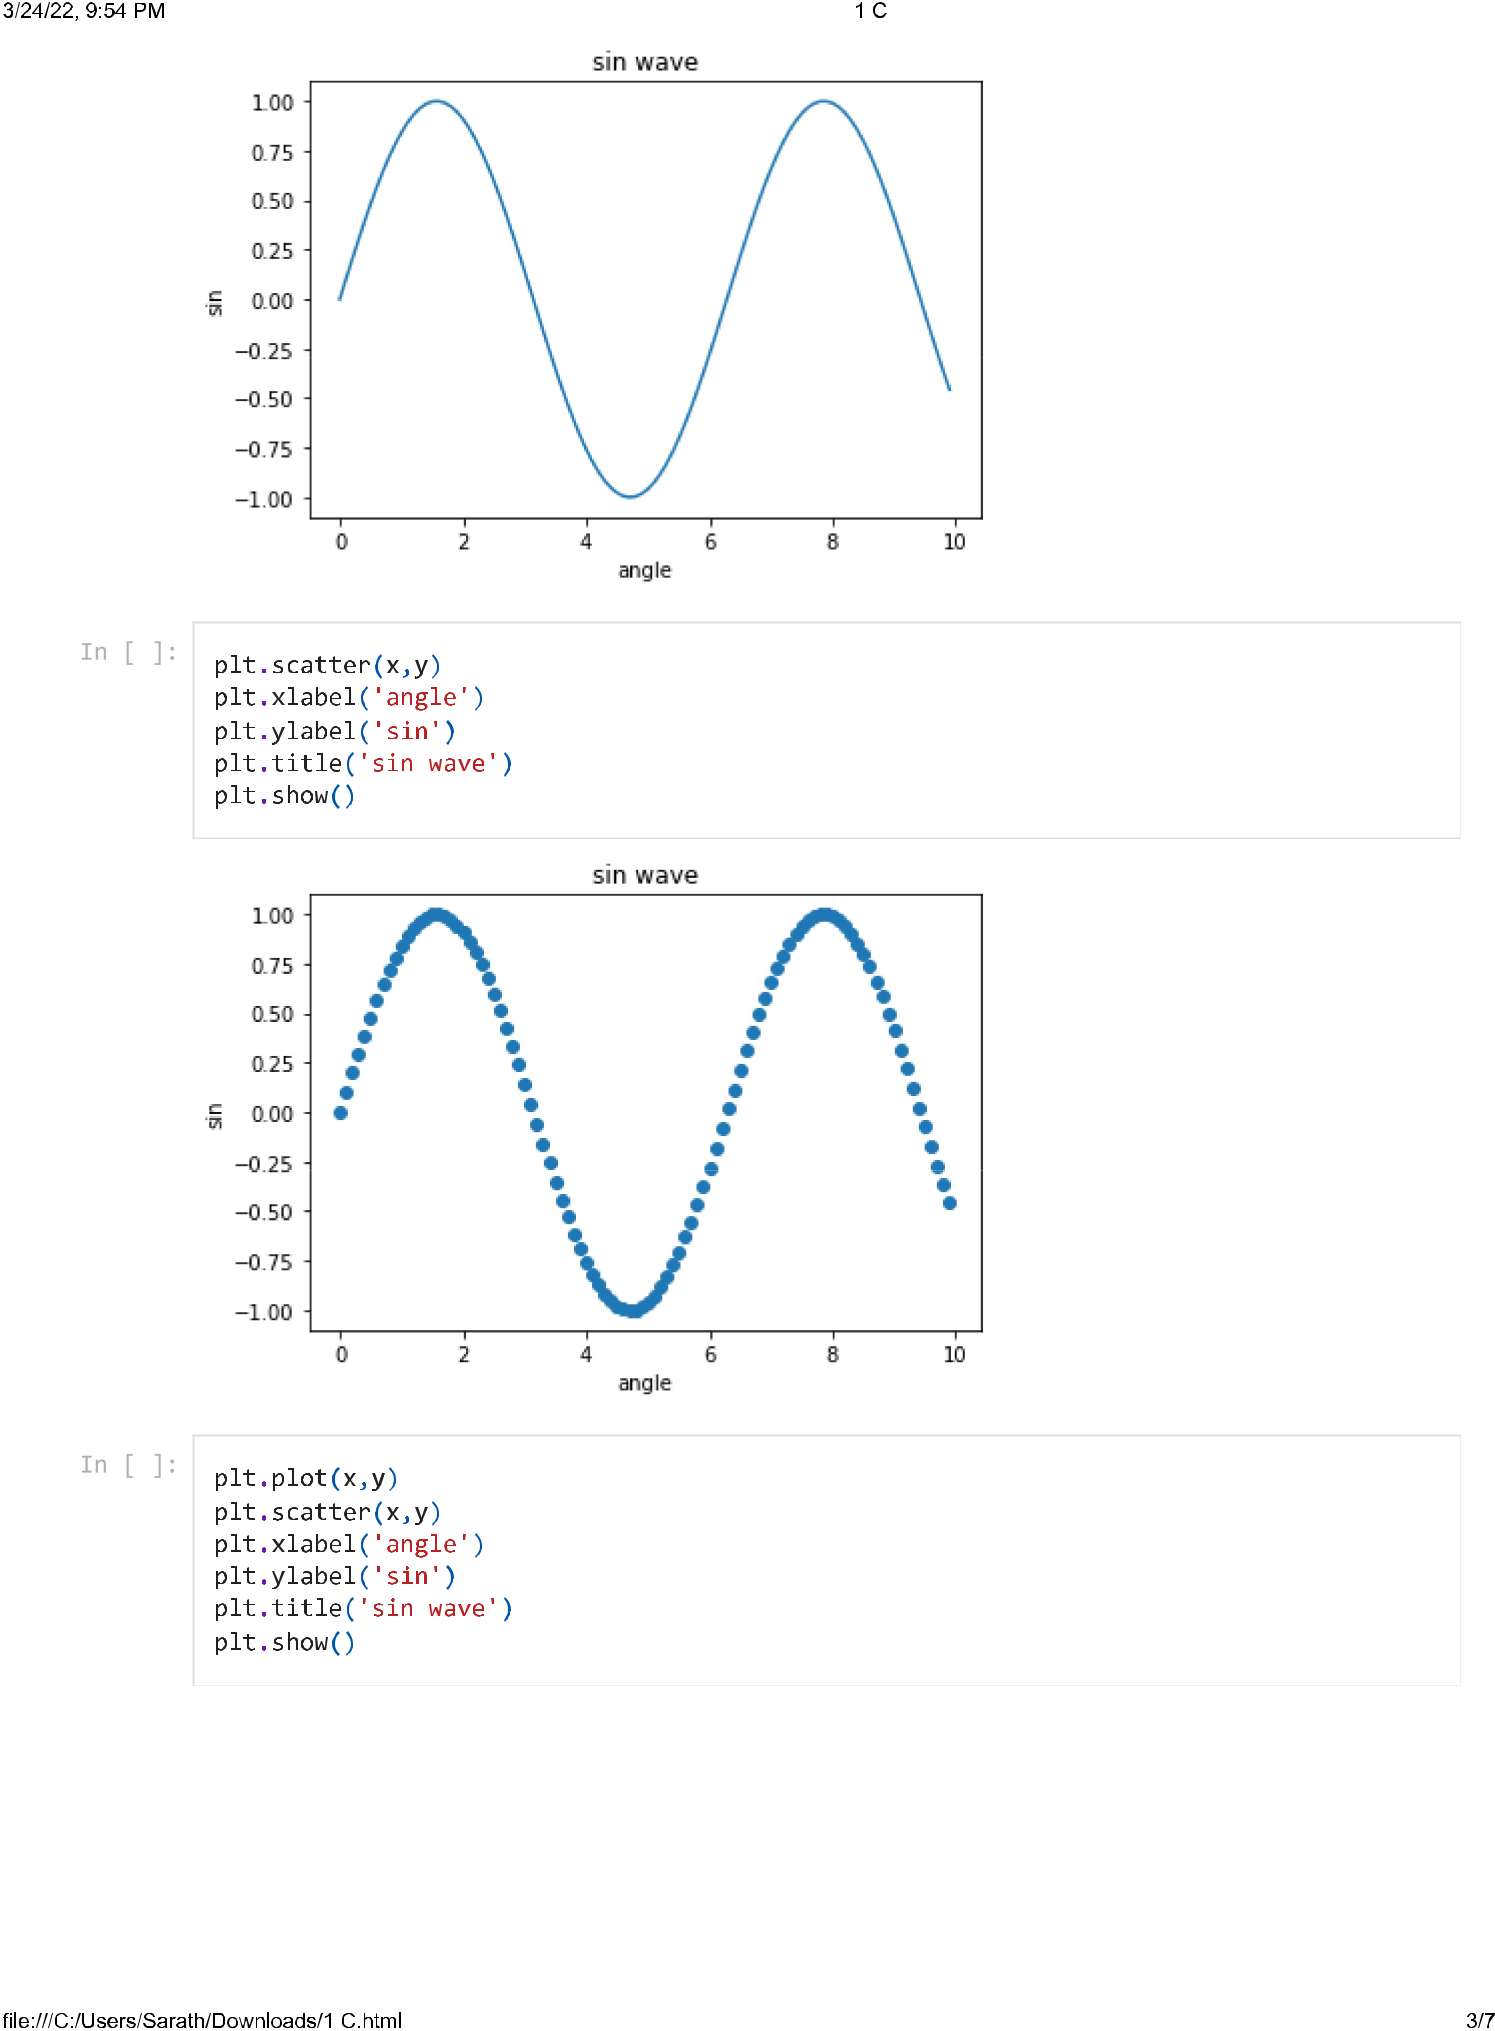 3/24/22, 9:54 PM
1 C
sin wave
1.00
0.75
0.50
0.25
0.00
−0.25
−0.50
−0.75
−1.00
sin
0 2 4 6 8 10
angle
In [ ]:
plt.scatter(x,y)
plt.xlabel('angle')
plt.ylabel('sin')
plt.title('sin wave')
plt.show()
sin wave
1.00
0.75
0.50
0.25
0.00
−0.25
−0.50
−0.75
−1.00
sin
0 2 4 6 8 10
angle
In [ ]:
plt.plot(x,y)
plt.scatter(x,y)
plt.xlabel('angle')
plt.ylabel('sin')
plt.title('sin wave')
plt.show()
file:///C:/Users/Sarath/Downloads/1 C.html
3/7